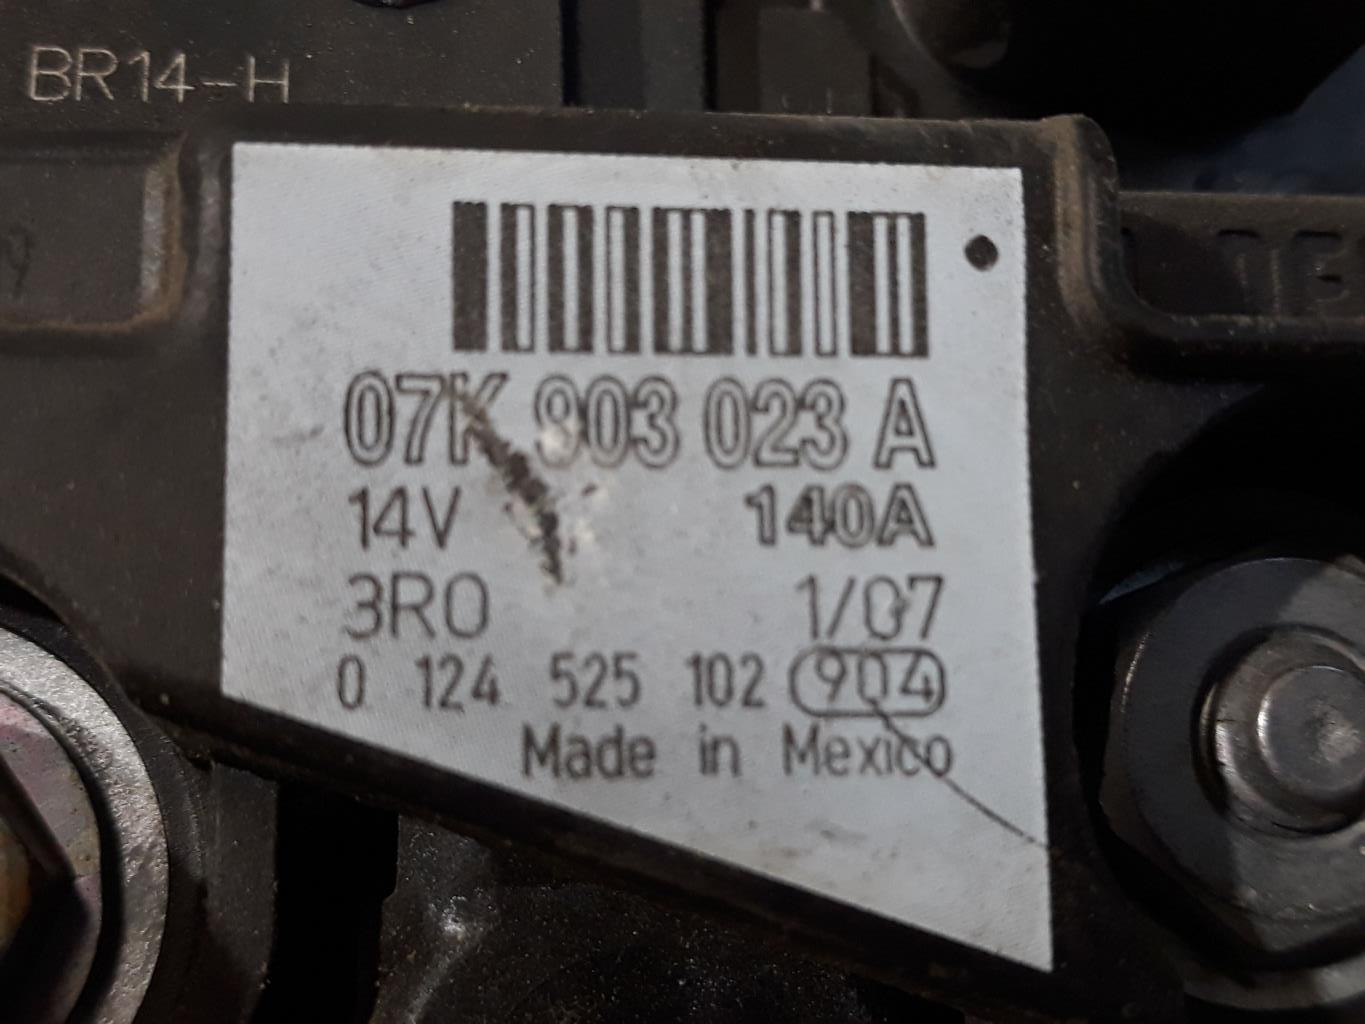 BR14-H
07K 903 023 A
14V 140A
3R0 1/07
0 124 525 102 904
Made in Mexico